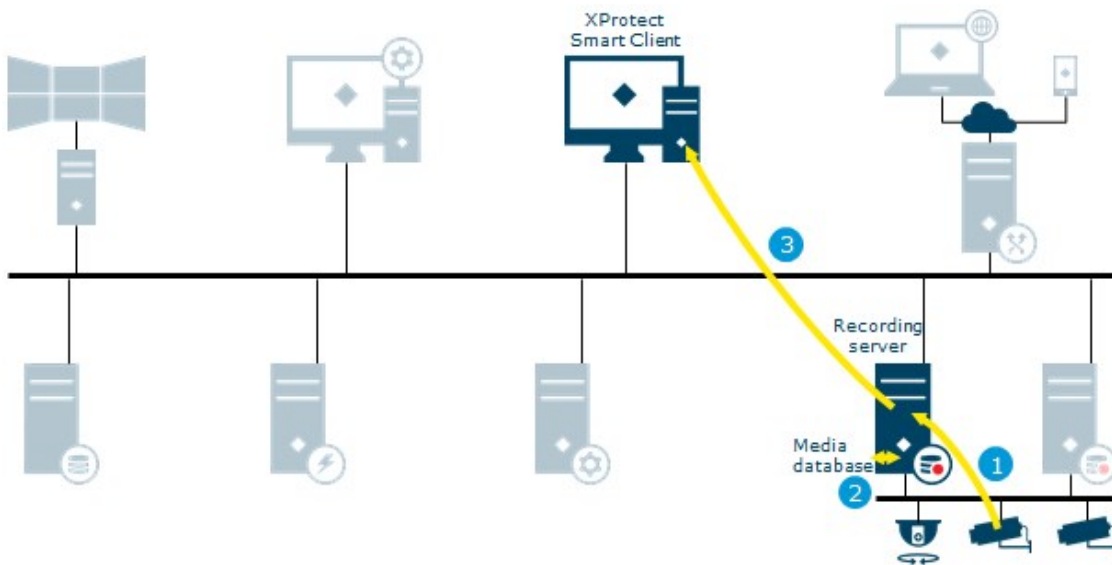 XProtect
Smart Client
3
Recording
server
Media
database
1
2